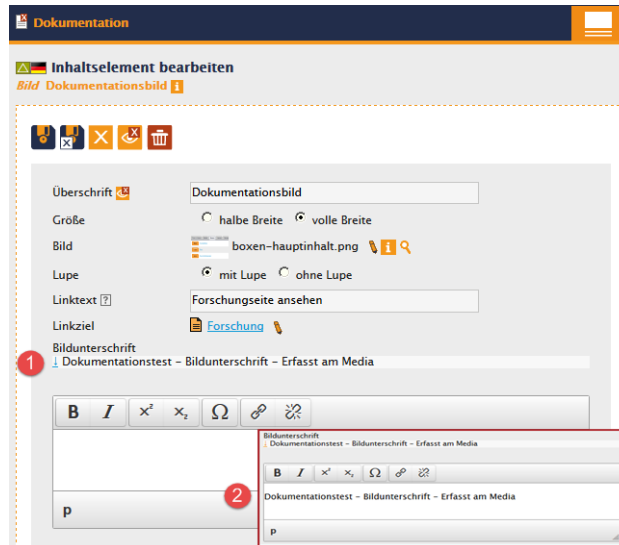 Dokumentation
Inhaltselement bearbeiten
Bild Dokumentationsbild i
Überschrift
Dokumentationsbild
Größe
halbe Breite volle Breite
Bild
boxen-hauptinhalt.png i
Lupe
mit Lupe ohne Lupe
Linktext ?
Forschungseite ansehen
Linkziel
Forschung
Bildunterschrift
1 ↓ Dokumentationstest – Bildunterschrift – Erfasst am Media
B I x² x₂ Ω
p
Bildunterschrift
↓ Dokumentationstest – Bildunterschrift – Erfasst am Media
B I x² x₂ Ω
2 Dokumentationstest – Bildunterschrift – Erfasst am Media
p